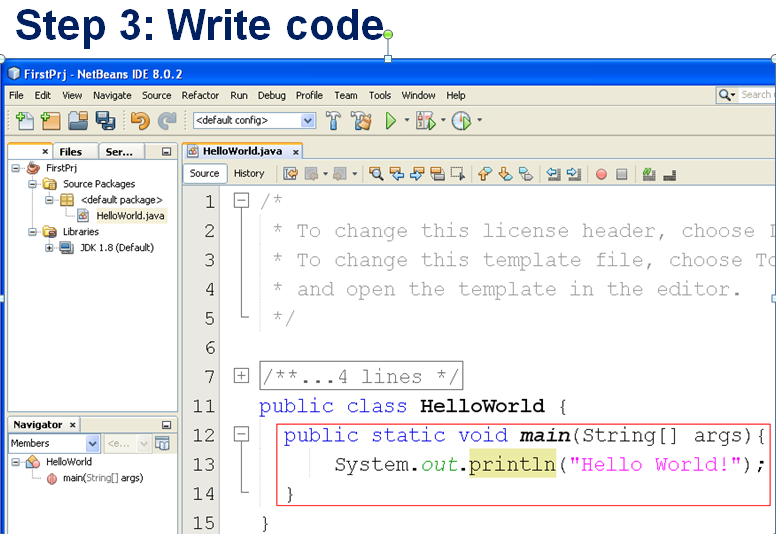 Step 3: Write code
FirstPrj - NetBeans IDE 8.0.2
File Edit View Navigate Source Refactor Run Debug Profile Team Tools Window Help
Search
<default config>
Files Ser...
HelloWorld.java
FirstPrj
Source Packages
<default package>
HelloWorld.java
Libraries
JDK 1.8 (Default)
Source History
1 /*
2 * To change this license header, choose
3 * To change this template file, choose To
4 * and open the template in the editor.
5 */
6
7 /**...4 lines */
11 public class HelloWorld {
12 public static void main(String[] args){
13 System.out.println("Hello World!");
14 }
15 }
Navigator
Members
<e...
HelloWorld
main(String[] args)